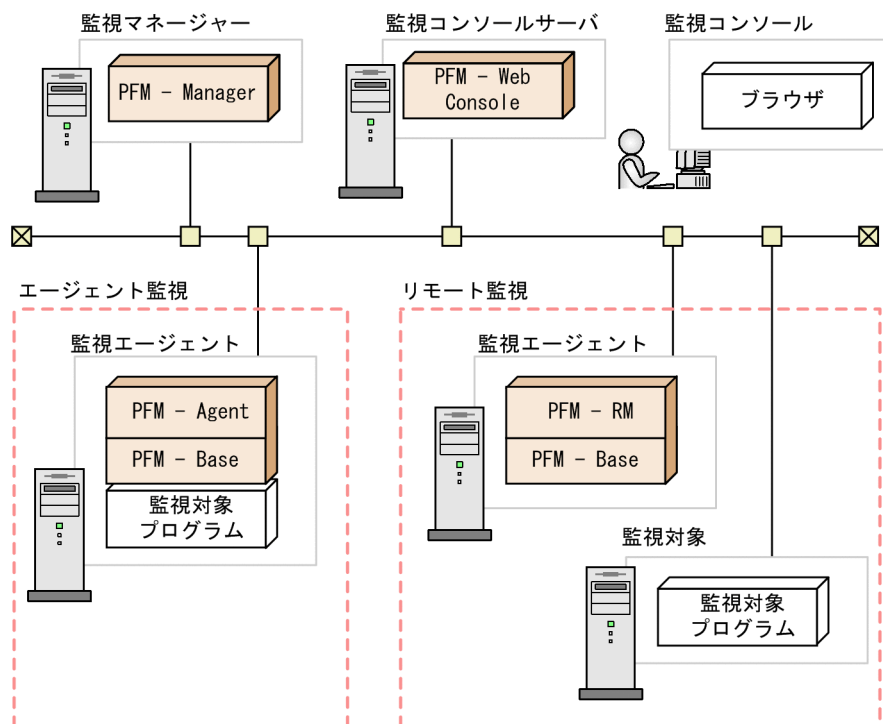 監視マネージャー
監視コンソールサーバ
監視コンソール
PFM - Manager
PFM - Web
Console
ブラウザ
エージェント監視
リモート監視
監視エージェント
PFM - Agent
PFM - Base
監視対象
プログラム
監視エージェント
PFM - RM
PFM - Base
監視対象
監視対象
プログラム